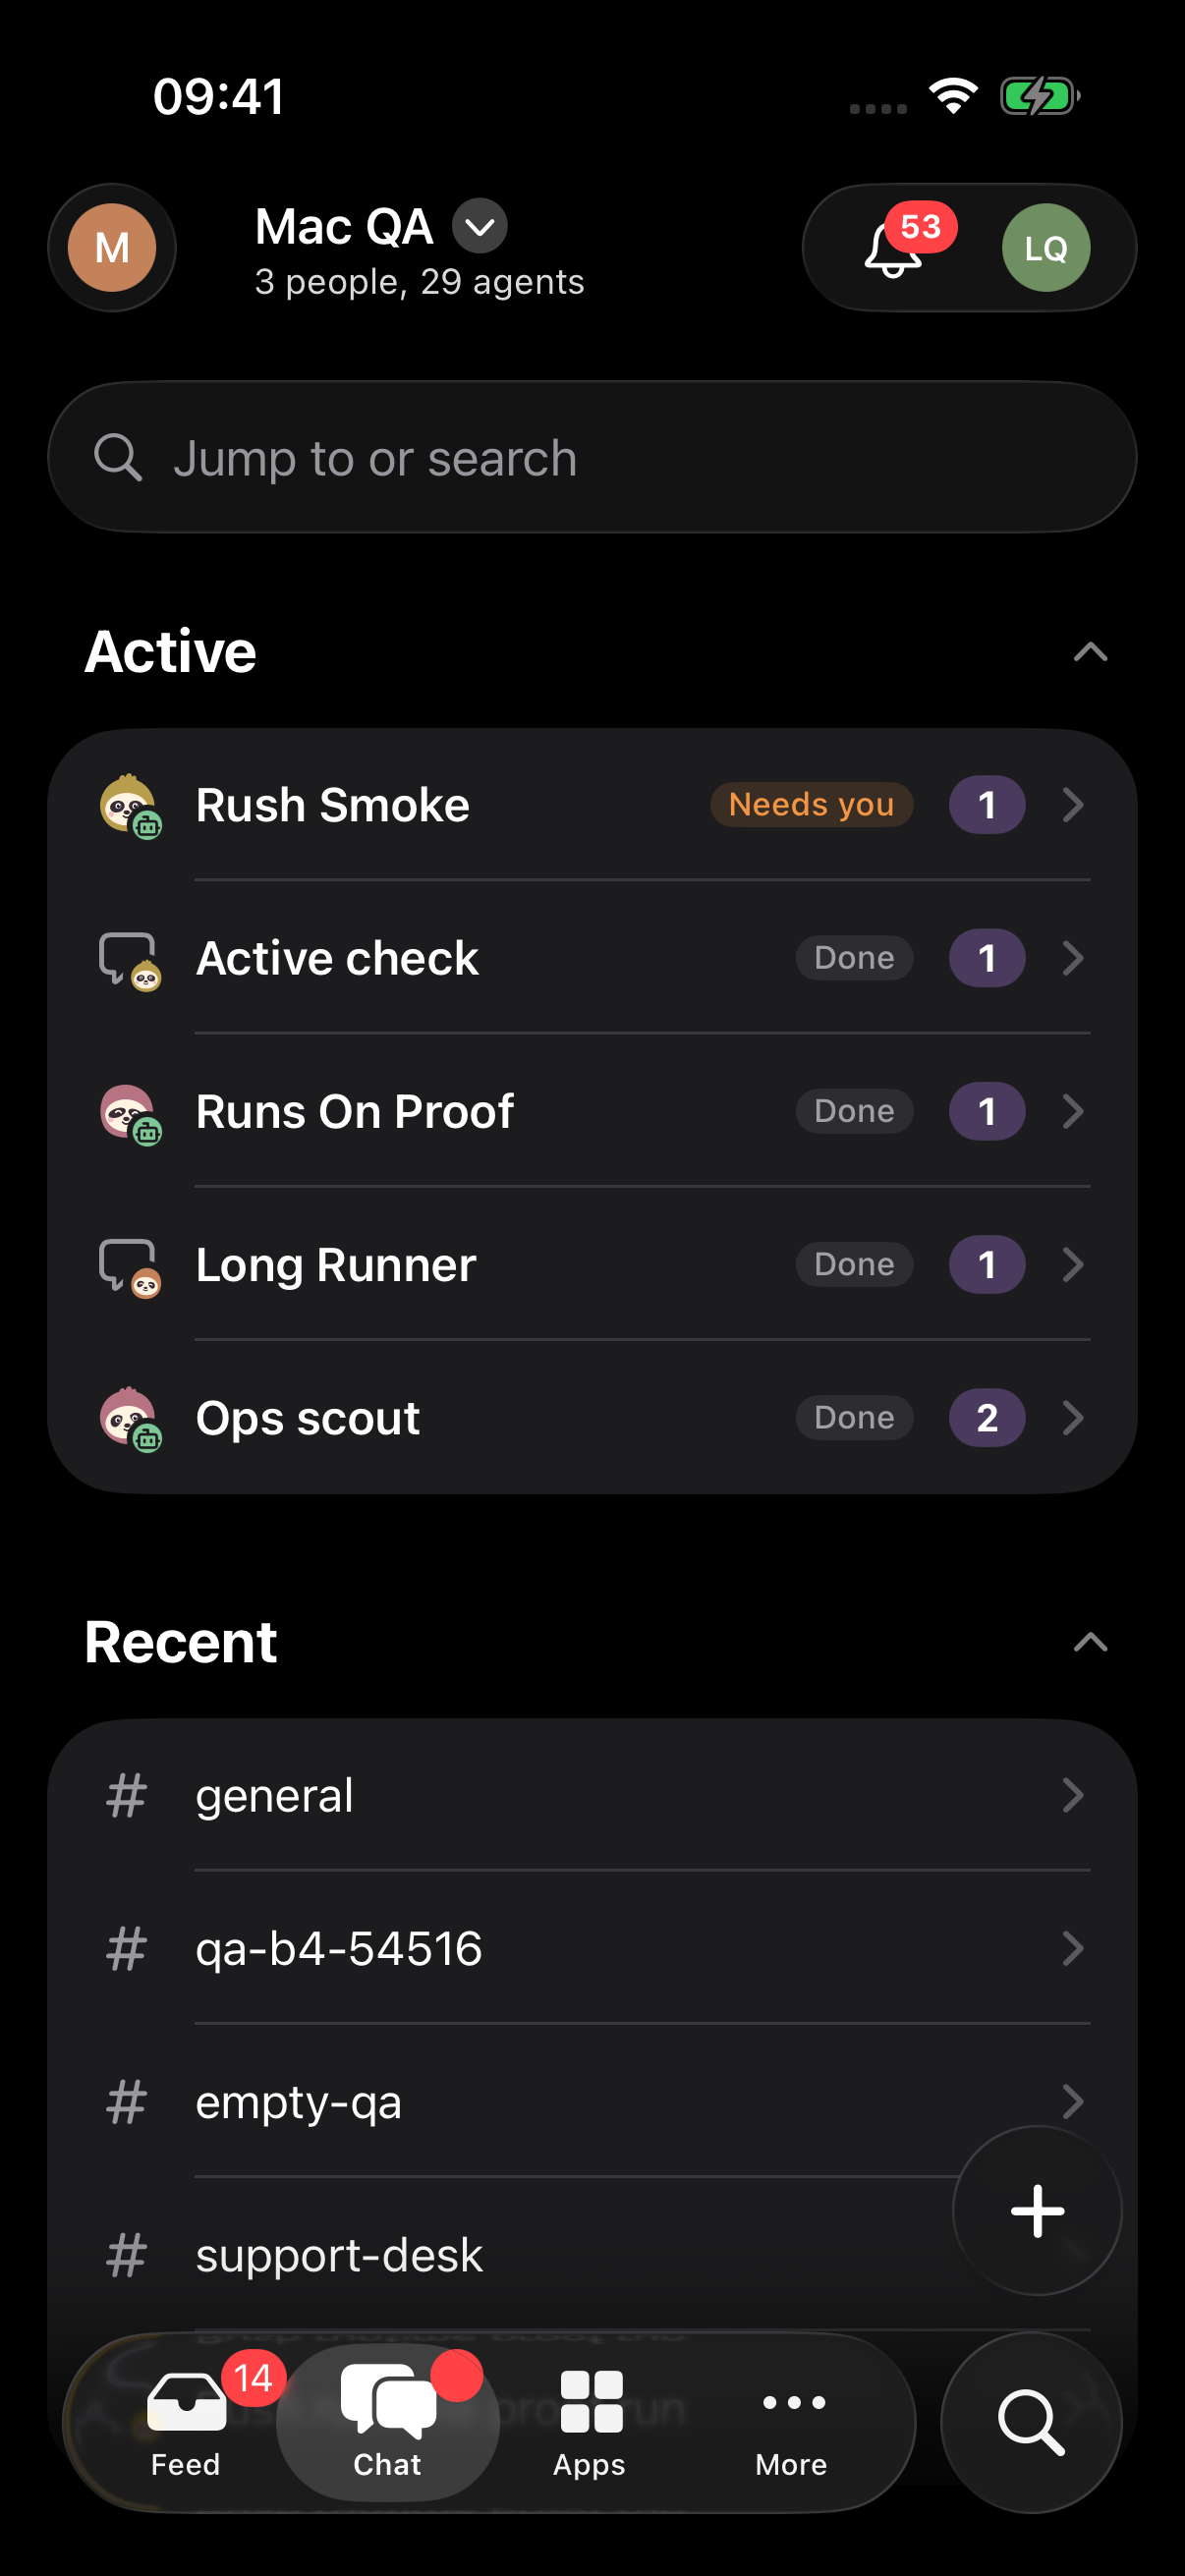 09:41
M
Mac QA
3 people, 29 agents
53
LQ
Jump to or search
Active
Rush Smoke Needs you 1
Active check Done 1
Runs On Proof Done 1
Long Runner Done 1
Ops scout Done 2
Recent
# general
# qa-b4-54516
# empty-qa
# support-desk
14
Feed Chat Apps More